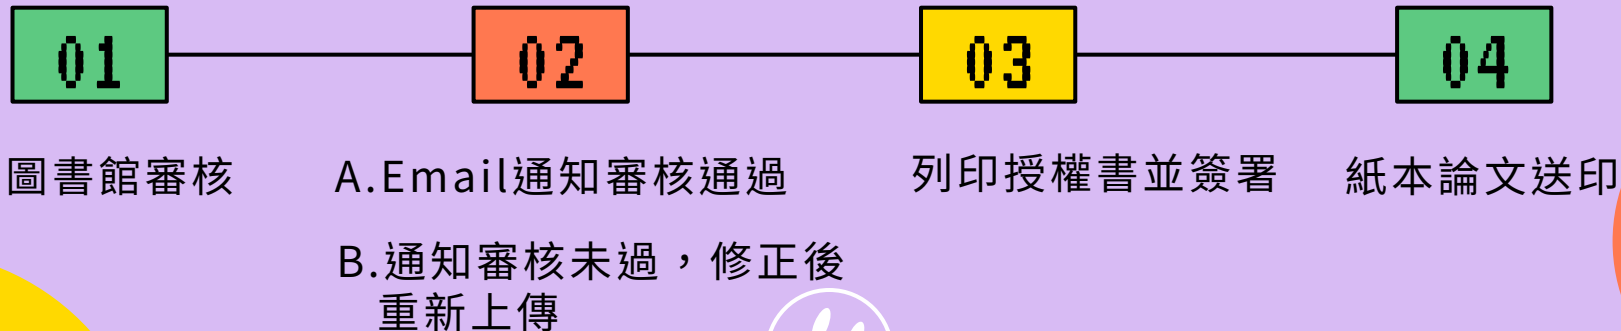 01
02
03
04
圖書館審核
A.Email通知審核通過
列印授權書並簽署
紙本論文送印
B.通知審核未過，修正後
重新上傳